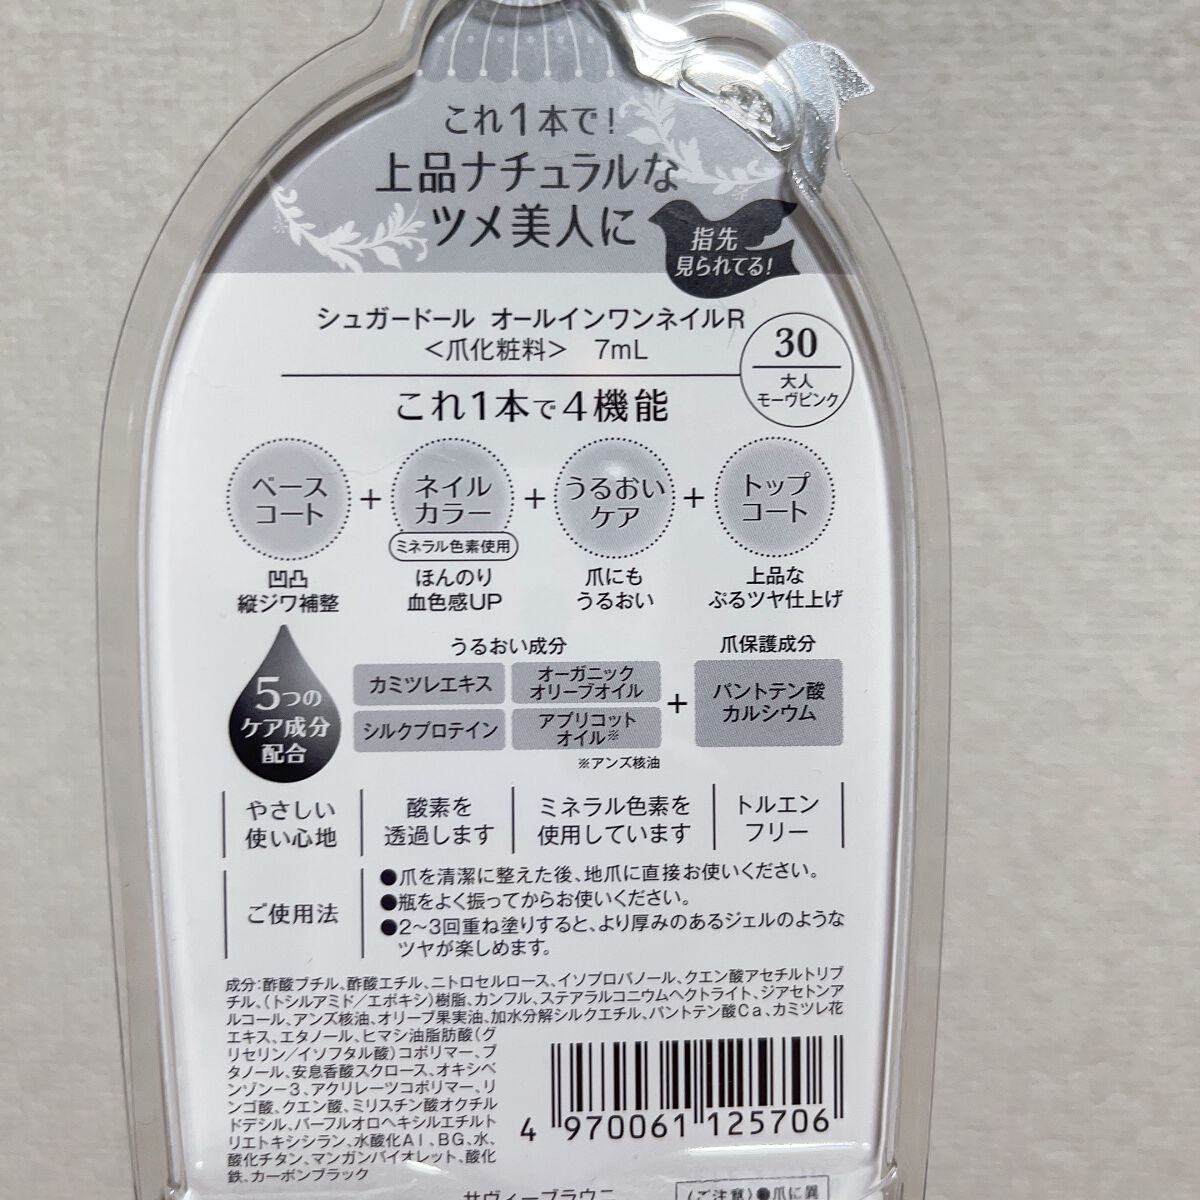 これ1本で!
上品ナチュラルな
ツメ美人に
指先
見られてる!
シュガードール オールインワンネイルR
<爪化粧料> 7mL
30
大人
モーヴピンク
これ1本で4機能
ベース
コート
+
ネイル
カラー
ミネラル色素使用
+
うるおい
ケア
+
トップ
コート
凹凸
縦ジワ補整
ほんのり
血色感UP
爪にも
うるおい
上品な
ぷるツヤ仕上げ
5つの
ケア成分
配合
うるおい成分
カミツレエキス
オーガニック
オリーブオイル
シルクプロテイン
アプリコット
オイル※
※アンズ核油
+
爪保護成分
パントテン酸
カルシウム
やさしい
使い心地
酸素を
透過します
ミネラル色素を
使用しています
トルエン
フリー
ご使用法
●爪を清潔に整えた後、地爪に直接お使いください。
●瓶をよく振ってからお使いください。
●2〜3回重ね塗りすると、より厚みのあるジェルのような
ツヤが楽しめます。
成分:酢酸ブチル、酢酸エチル、ニトロセルロース、イソプロパノール、クエン酸アセチルトリブ
チル、(トシルアミド/エポキシ)樹脂、カンフル、ステアラルコニウムヘクトライト、ジアセトンア
ルコール、アンズ核油、オリーブ果実油、加水分解シルクエチル、パントテン酸Ca、カミツレ花
エキス、エタノール、ヒマシ油脂肪酸(グ
リセリン/イソフタル酸)コポリマー、ブ
タノール、安息香酸スクロース、オキシベ
ンゾン-3、アクリレーツコポリマー、リ
ンゴ酸、クエン酸、ミリスチン酸オクチル
ドデシル、パーフルオロヘキシルエチルト
リエトキシシラン、水酸化Al、BG、水、
酸化チタン、マンガンバイオレット、酸化
鉄、カーボンブラック
4 970061 125706
サヴィーブラウニ
(ご注意)●爪に異